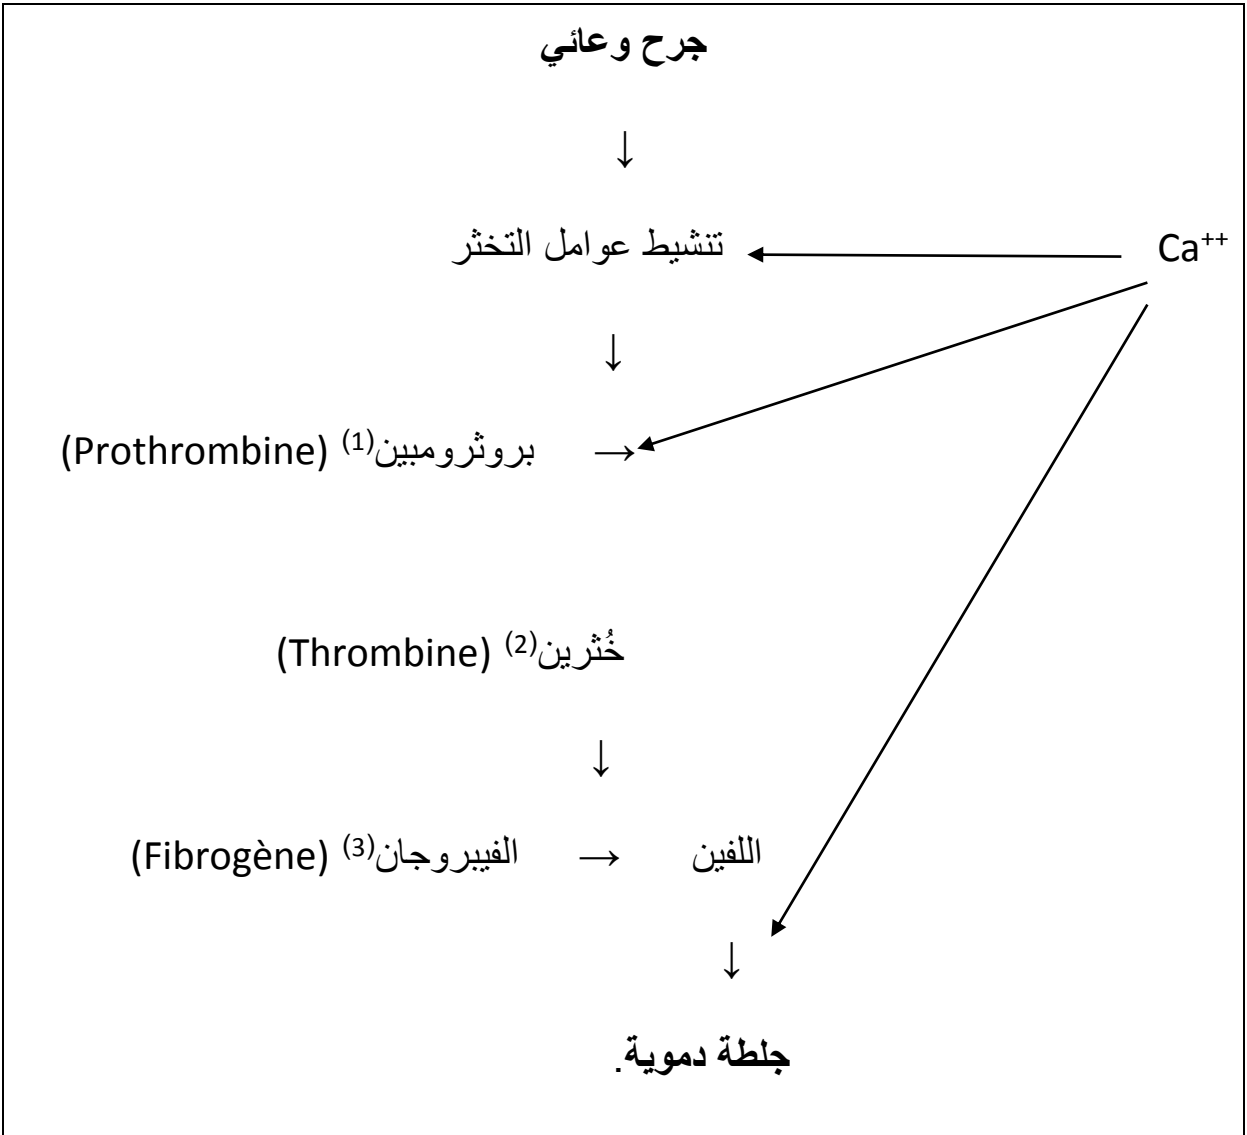 جرح وعائي
↓
تنشيط عوامل التخثر Ca⁺⁺
↓
بروثرومبين⁽¹⁾ (Prothrombine) →
خُثرين⁽²⁾ (Thrombine)
↓
الفيبروجان⁽³⁾ (Fibrogène) → اللفين
↓
جلطة دموية.